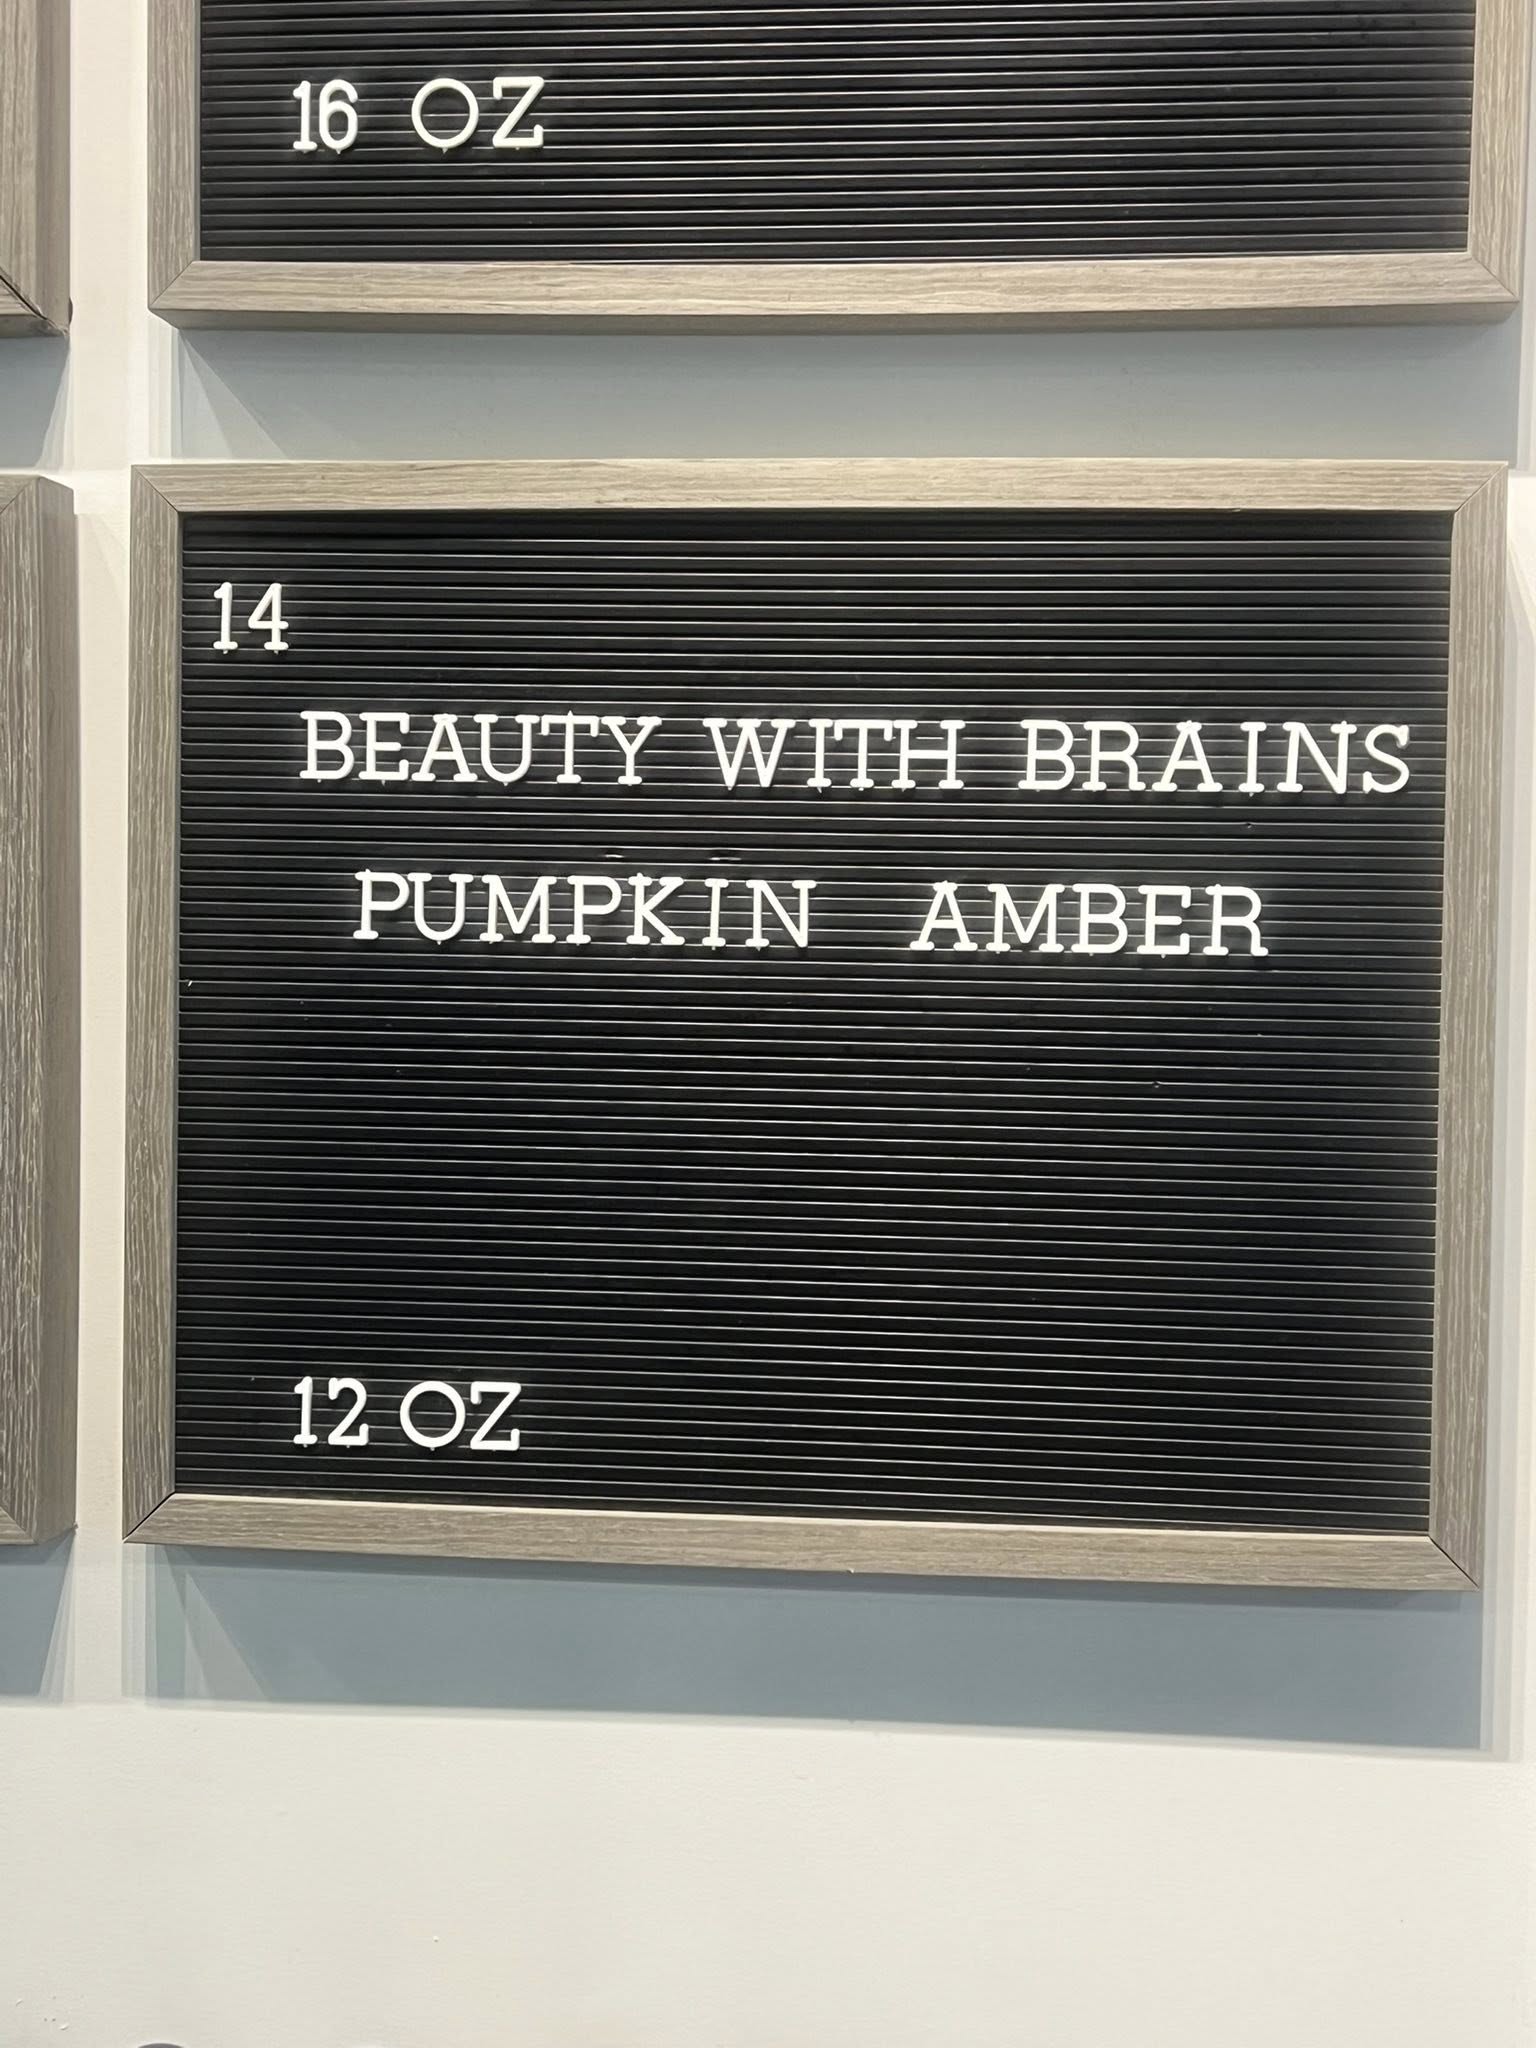 16 OZ
14
BEAUTY WITH BRAINS
PUMPKIN AMBER
12 OZ